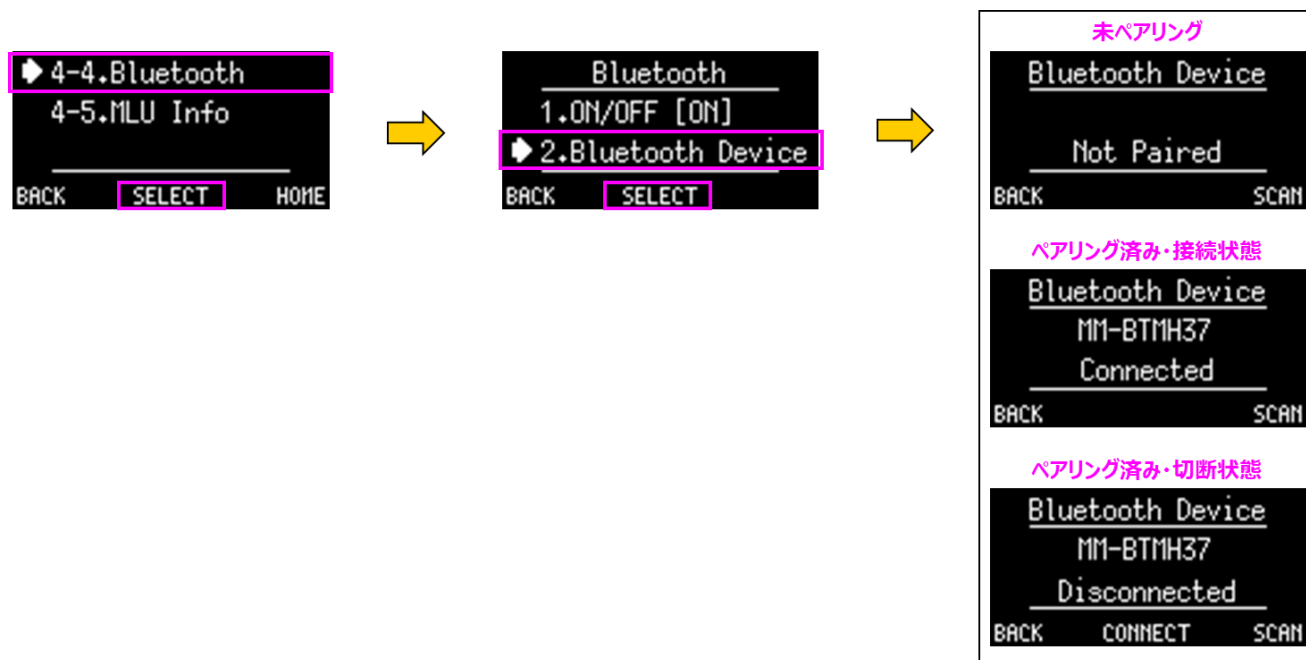 4-4.Bluetooth
4-5.MLU Info
BACK SELECT HOME
Bluetooth
1.ON/OFF [ON]
2.Bluetooth Device
BACK SELECT
未ペアリング
Bluetooth Device
Not Paired
BACK SCAN
ペアリング済み・接続状態
Bluetooth Device
MM-BTMH37
Connected
BACK SCAN
ペアリング済み・切断状態
Bluetooth Device
MM-BTMH37
Disconnected
BACK CONNECT SCAN